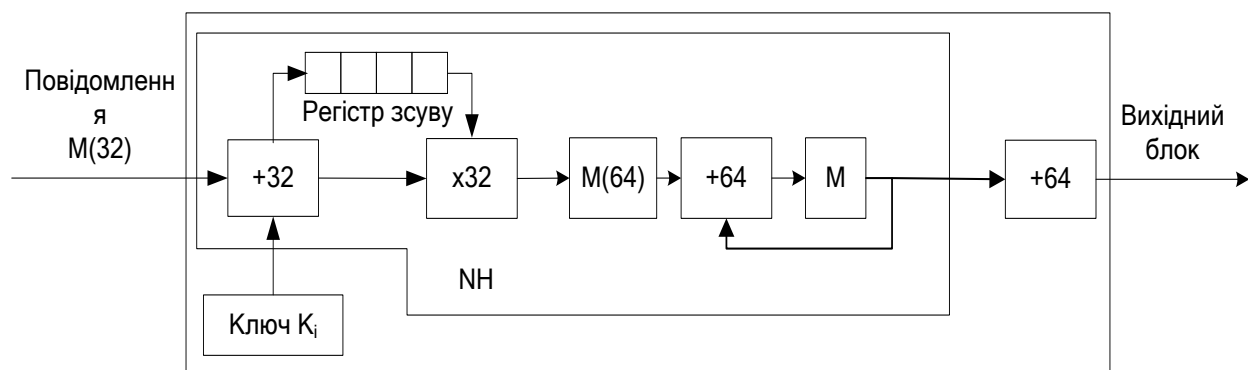 Повідомленн
я
М(32)
Регістр зсуву
+32
x32
М(64)
+64
М
+64
Вихідний
блок
NH
Ключ Ki